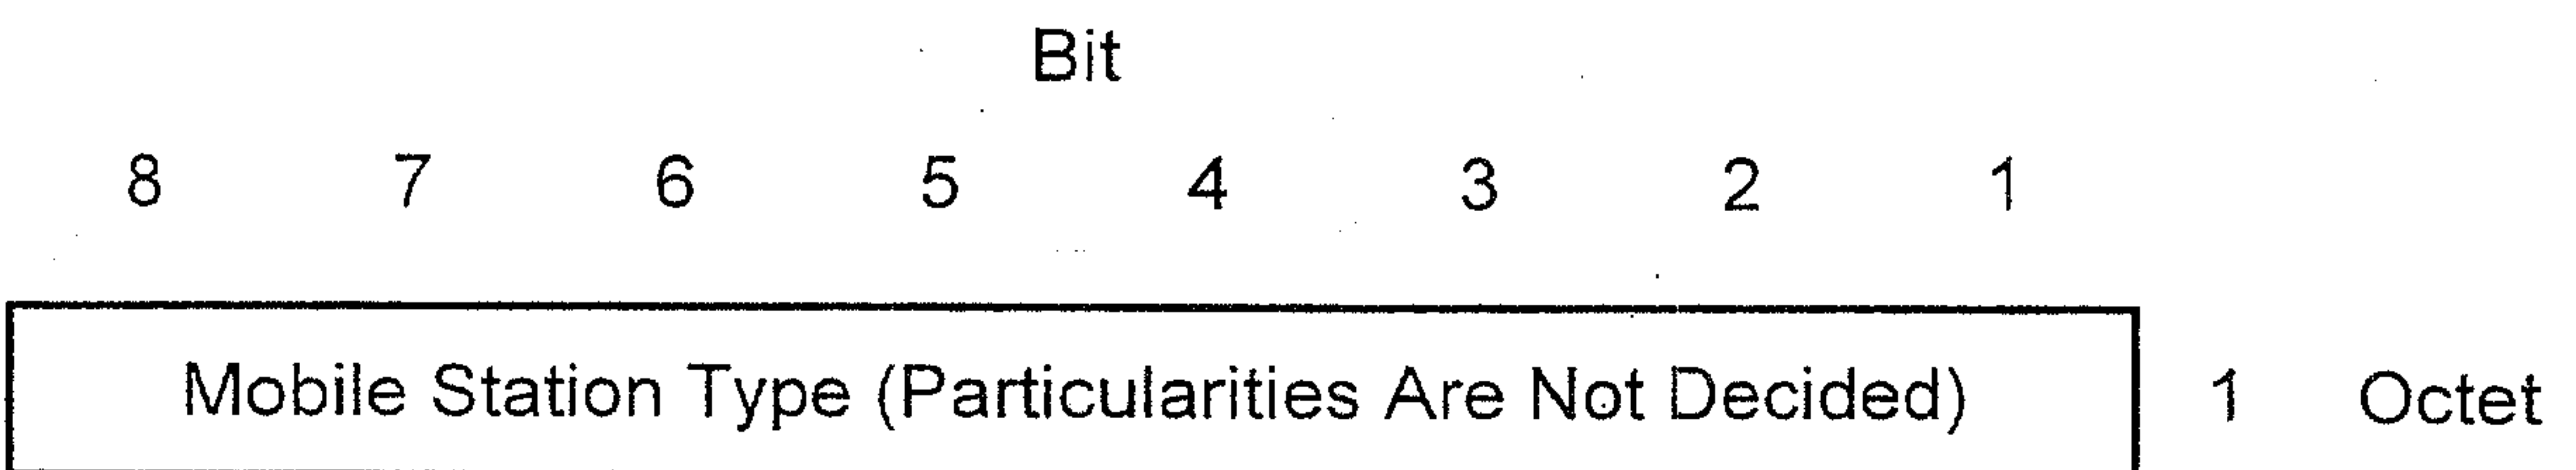 Bit
8 7 6 5 4 3 2 1
Mobile Station Type (Particularities Are Not Decided) 1 Octet